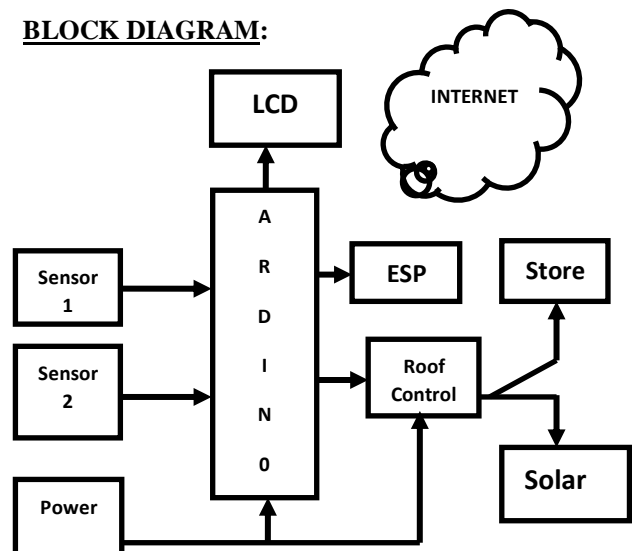 BLOCK DIAGRAM:
INTERNET
LCD
A
R
D
I
N
0
ESP
Store
Sensor
1
Sensor
2
Roof
Control
Solar
Power